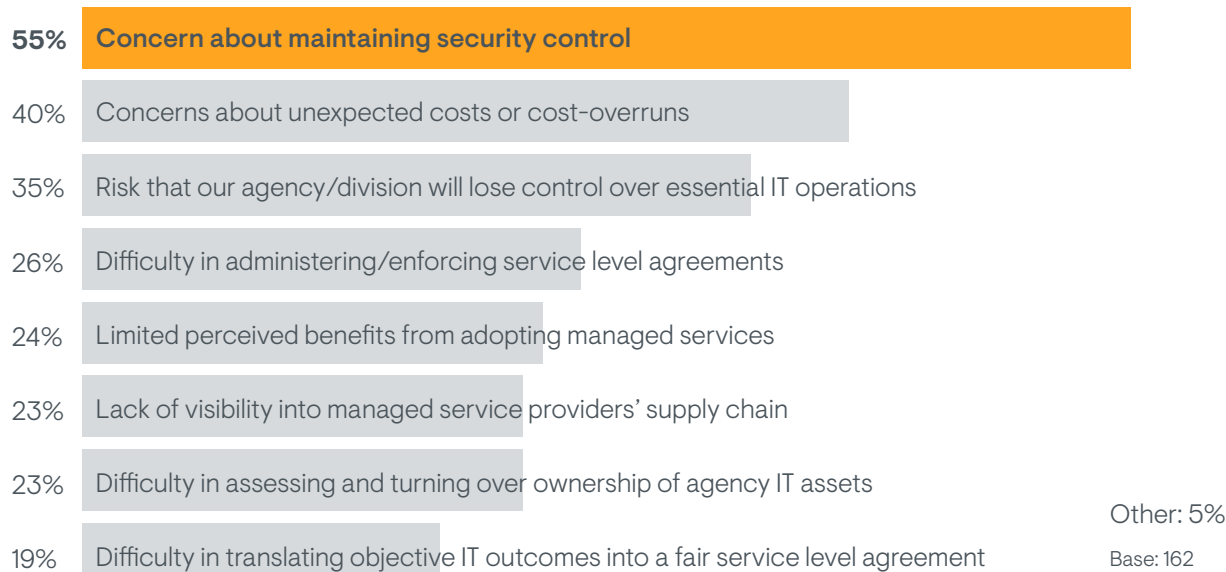 55% Concern about maintaining security control
40% Concerns about unexpected costs or cost-overruns
35% Risk that our agency/division will lose control over essential IT operations
26% Difficulty in administering/enforcing service level agreements
24% Limited perceived benefits from adopting managed services
23% Lack of visibility into managed service providers’ supply chain
23% Difficulty in assessing and turning over ownership of agency IT assets
19% Difficulty in translating objective IT outcomes into a fair service level agreement
Other: 5%
Base: 162